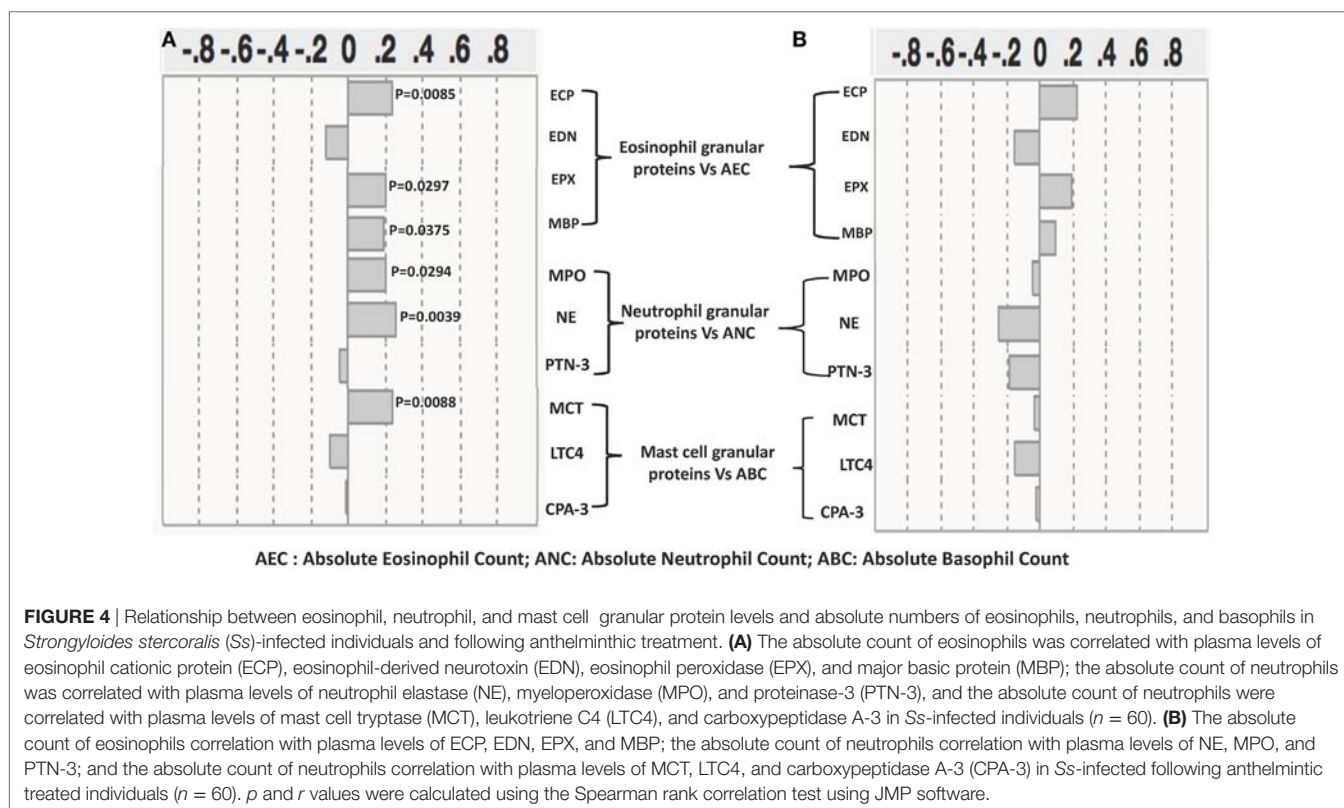 A
-.8 -.6 -.4 -.2 0 .2 .4 .6 .8
P=0.0085
P=0.0297
P=0.0375
P=0.0294
P=0.0039
P=0.0088
ECP
EDN
EPX
MBP
MPO
NE
PTN-3
MCT
LTC4
CPA-3
Eosinophil granular
proteins Vs AEC
Neutrophil granular
proteins Vs ANC
Mast cell granular
proteins Vs ABC
B
-.8 -.6 -.4 -.2 0 .2 .4 .6 .8
ECP
EDN
EPX
MBP
MPO
NE
PTN-3
MCT
LTC4
CPA-3
AEC : Absolute Eosinophil Count; ANC: Absolute Neutrophil Count; ABC: Absolute Basophil Count
FIGURE 4 | Relationship between eosinophil, neutrophil, and mast cell granular protein levels and absolute numbers of eosinophils, neutrophils, and basophils in
Strongyloides stercoralis (Ss)-infected individuals and following anthelminthic treatment. (A) The absolute count of eosinophils was correlated with plasma levels of
eosinophil cationic protein (ECP), eosinophil-derived neurotoxin (EDN), eosinophil peroxidase (EPX), and major basic protein (MBP); the absolute count of neutrophils
was correlated with plasma levels of neutrophil elastase (NE), myeloperoxidase (MPO), and proteinase-3 (PTN-3), and the absolute count of neutrophils were
correlated with plasma levels of mast cell tryptase (MCT), leukotriene C4 (LTC4), and carboxypeptidase A-3 in Ss-infected individuals (n = 60). (B) The absolute
count of eosinophils correlation with plasma levels of ECP, EDN, EPX, and MBP; the absolute count of neutrophils correlation with plasma levels of NE, MPO, and
PTN-3; and the absolute count of neutrophils correlation with plasma levels of MCT, LTC4, and carboxypeptidase A-3 (CPA-3) in Ss-infected following anthelmintic
treated individuals (n = 60). p and r values were calculated using the Spearman rank correlation test using JMP software.